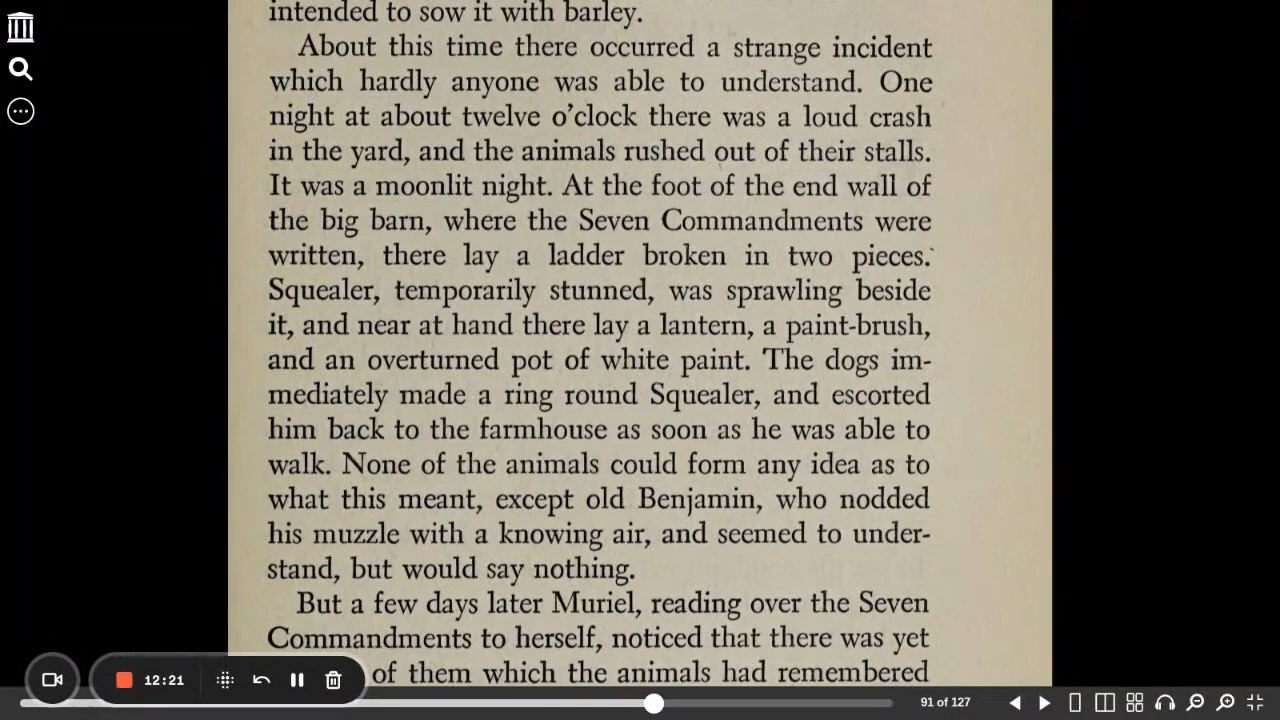 intended to sow it with barley.
About this time there occurred a strange incident
which hardly anyone was able to understand. One
night at about twelve o'clock there was a loud crash
in the yard, and the animals rushed out of their stalls.
It was a moonlit night. At the foot of the end wall of
the big barn, where the Seven Commandments were
written, there lay a ladder broken in two pieces.
Squealer, temporarily stunned, was sprawling beside
it, and near at hand there lay a lantern, a paint-brush,
and an overturned pot of white paint. The dogs im-
mediately made a ring round Squealer, and escorted
him back to the farmhouse as soon as he was able to
walk. None of the animals could form any idea as to
what this meant, except old Benjamin, who nodded
his muzzle with a knowing air, and seemed to under-
stand, but would say nothing.
But a few days later Muriel, reading over the Seven
Commandments to herself, noticed that there was yet
of them which the animals had remembered
12:21
91 of 127